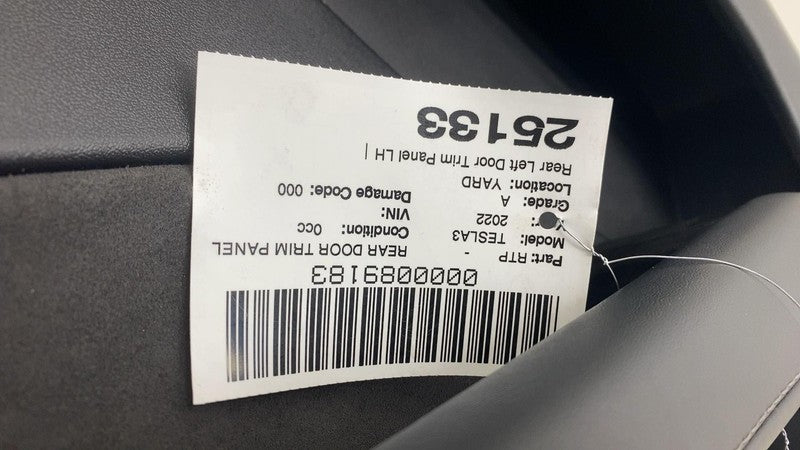 0000089183
Part: RTP - REAR DOOR TRIM PANEL
Model: TESLA3 Condition: 0cc
r: 2022 VIN:
Grade: A Damage Code: 000
Location: YARD
Rear Left Door Trim Panel LH |
25133